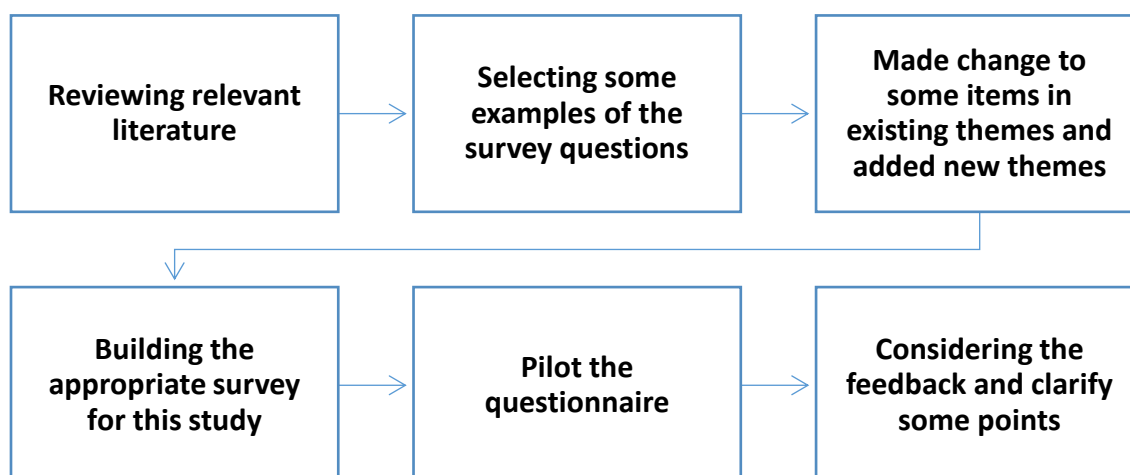 Reviewing relevant
literature
Selecting some
examples of the
survey questions
Made change to
some items in
existing themes and
added new themes
Building the
appropriate survey
for this study
Pilot the
questionnaire
Considering the
feedback and clarify
some points